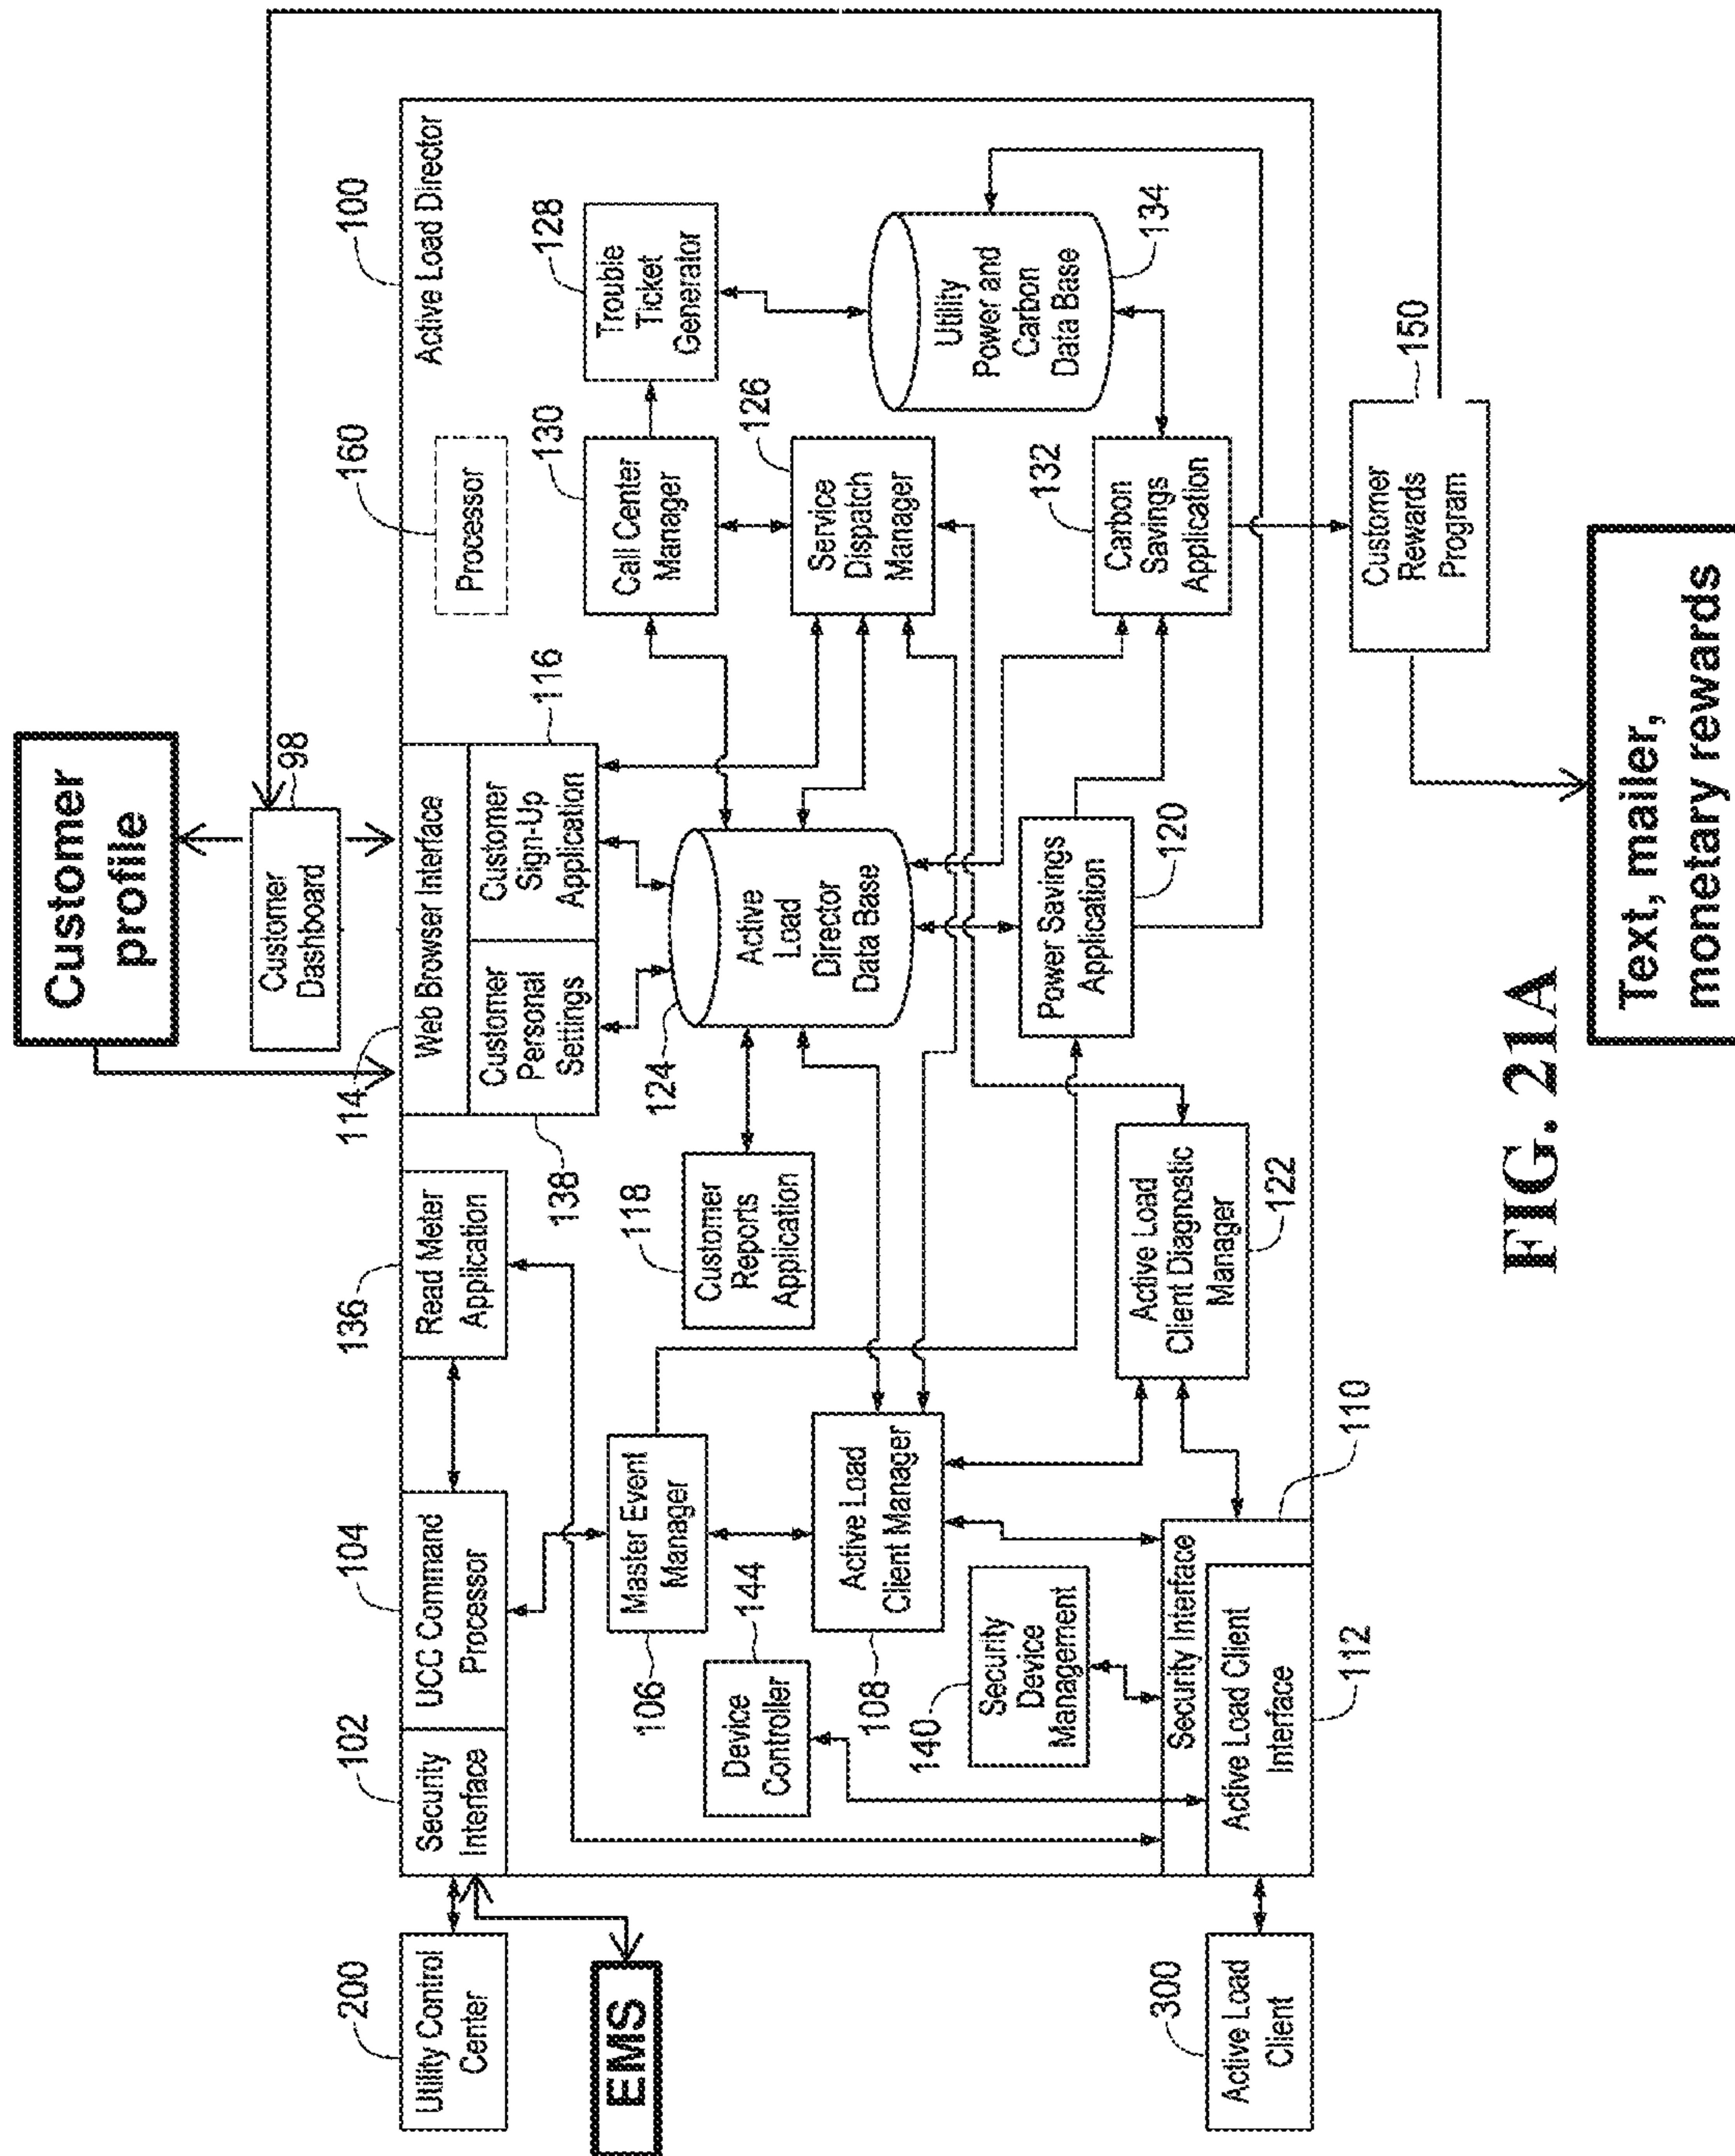 Customer
profile
Customer
Dashboard
98
100
Active Load Director
200
Utility Control
Center
EMS
102
Security
Interface
104
UCC Command
Processor
136
Read Meter
Application
114
Web Browser Interface
138
Customer
Personal
Settings
116
Customer
Sign-Up
Application
160
Processor
106
Master Event
Manager
118
Customer
Reports
Application
124
Active
Load
Director
Data Base
130
Call Center
Manager
128
Trouble
Ticket
Generator
144
Device
Controller
108
Active Load
Client Manager
126
Service
Dispatch
Manager
Utility
Power and
Carbon
Data Base
134
140
Security
Device
Management
122
Active Load
Client Diagnostic
Manager
Power Savings
Application
120
132
Carbon
Savings
Application
Security Interface
110
Active Load Client
Interface
112
300
Active Load
Client
150
Customer
Rewards
Program
Text, mailer,
monetary rewards
FIG. 21A